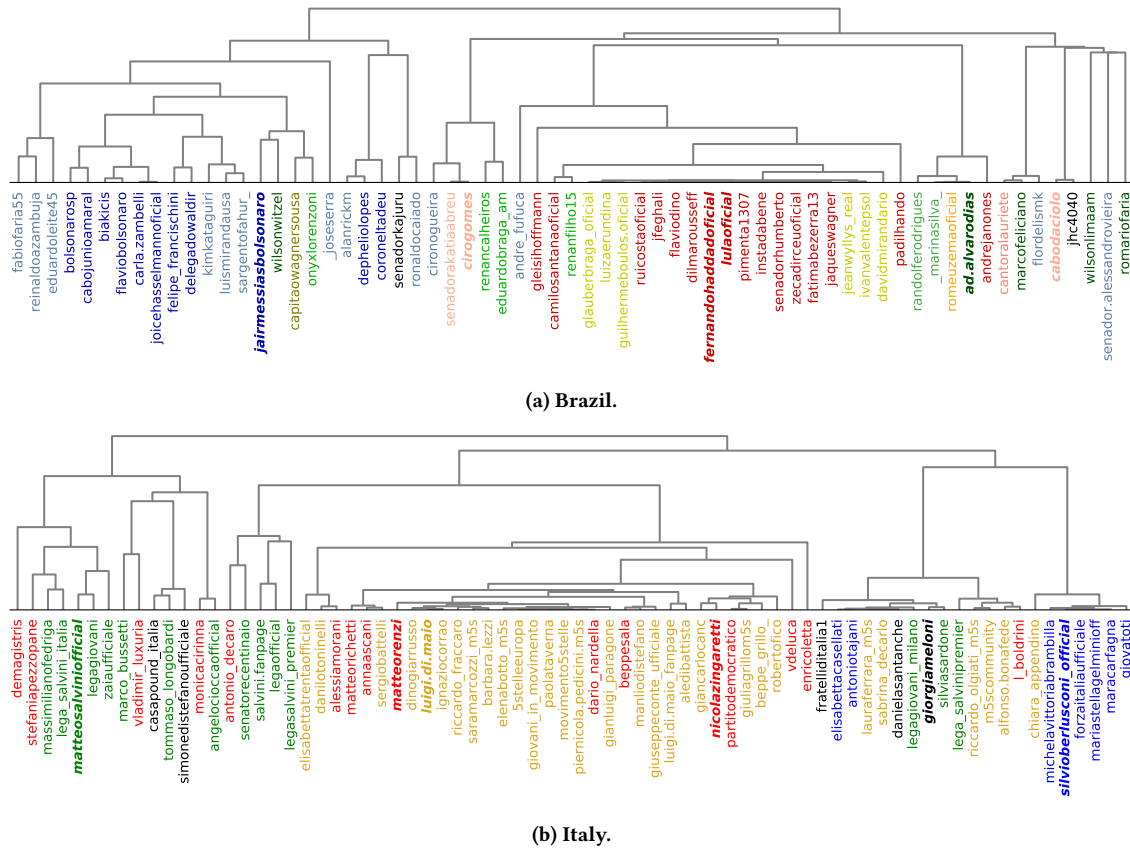 fabiofaria55
reinaldoazambuja
eduardoleite45
bolsonarosp
cabojunioamaral
biakicis
flaviobolsonaro
carla.zambelli
joicehasselmannoficial
felipe_francischini
delegadowaldir
kimkataguiri
luismirandausa
sargentofahur_
jairmessiasbolsonaro
wilsonwitzel
capitaowagnersousa
onyxlorenzoni
_joseserra_
alanrickm
depheliolopes
coroneltadeu
senadorkajuru
ronaldocaiado
cironogueira
senadorakatiaabreu
cirogomes
renancalheiros
eduardobraga_am
andre_fufuca
gleisihoffmann
camilosantanaoficial
renanfilho15
glauberbraga_oficial
luizaerundina
guilhermeboulos.oficial
ruicostaoficial
jfeghali
flaviodino
dilmarousseff
fernandohaddadoficial
lulaoficial
pimenta1307
instadabene
senadorhumberto
zecadirceuoficial
fatimabezerra13
jaqueswagner
jeanwyllys_real
ivanvalentepsol
davidmirandario
padilhando
randolferodrigues
_marinasilva_
romeuzemaoficial
ad.alvarodias
andrejanones
cantoralauriete
marcofeliciano
flordelismk
cabodaciolo
jhc4040
wilsonlimaam
senador.alessandrovieira
romariofaria
(a) Brazil.
demagistris
stefaniapezzopane
massimilianofedriga
lega_salvini_italia
matteosalviniofficial
legagiovani
zaiaufficiale
marco_bussetti
vladimir_luxuria
casapound_italia
tommaso_longobardi
simonedistefanoufficiale
monicacirinna
angelocioccaofficial
antonio_decaro
senatorecentinaio
salvini.fanpage
legaofficial
legasalvini_premier
elisabettatrentaofficial
danilotoninelli
alessiamorani
matteorichetti
annaascani
sergiobattelli
matteorenzi
dinogiarrusso
luigi.di.maio
ignaziocorrao
riccardo_fraccaro
saramarcozzi_m5s
barbara.lezzi
elenabotto_m5s
5stelleeuropa
giovani_in_movimento
paolataverna
movimento5stelle
piernicola.pedicini.m5s
dario_nardella
gianluigi_paragone
beppesala
manliodistefano
giuseppeconte_ufficiale
luigi.di.maio_fanpage
aledibattista
giancarlocanc
nicolazingaretti
partitodemocratico
giuliagrillom5s
beppe_grillo_
robertofico_
vdeluca
enricoletta
fratelliditalia1
elisabettacasellati
antoniotajani
lauraferrara_m5s
sabrina_decarlo
danielasantanche
legagiovani_milano
giorgiameloni
silviasardone
lega_salvinipremier
riccardo_olgiati_m5s
m5scommunity
alfonso.bonafede
l_boldrini
chiara_appendino
michelavittoriabrambilla
silvioberlusconi_official
forzaitaliaufficiale
mariastellagelminioff
maracarfagna
giovatoti
(b) Italy.